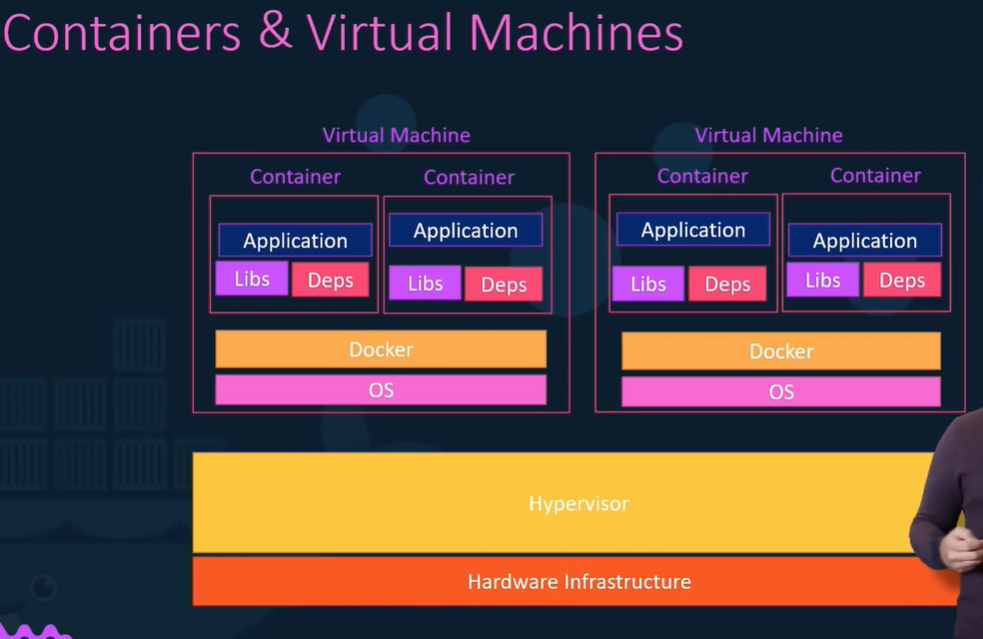 Containers & Virtual Machines
Virtual Machine
Container
Container
Application
Libs
Deps
Application
Libs
Deps
Docker
OS
Virtual Machine
Container
Container
Application
Libs
Deps
Application
Libs
Deps
Docker
OS
Hypervisor
Hardware Infrastructure